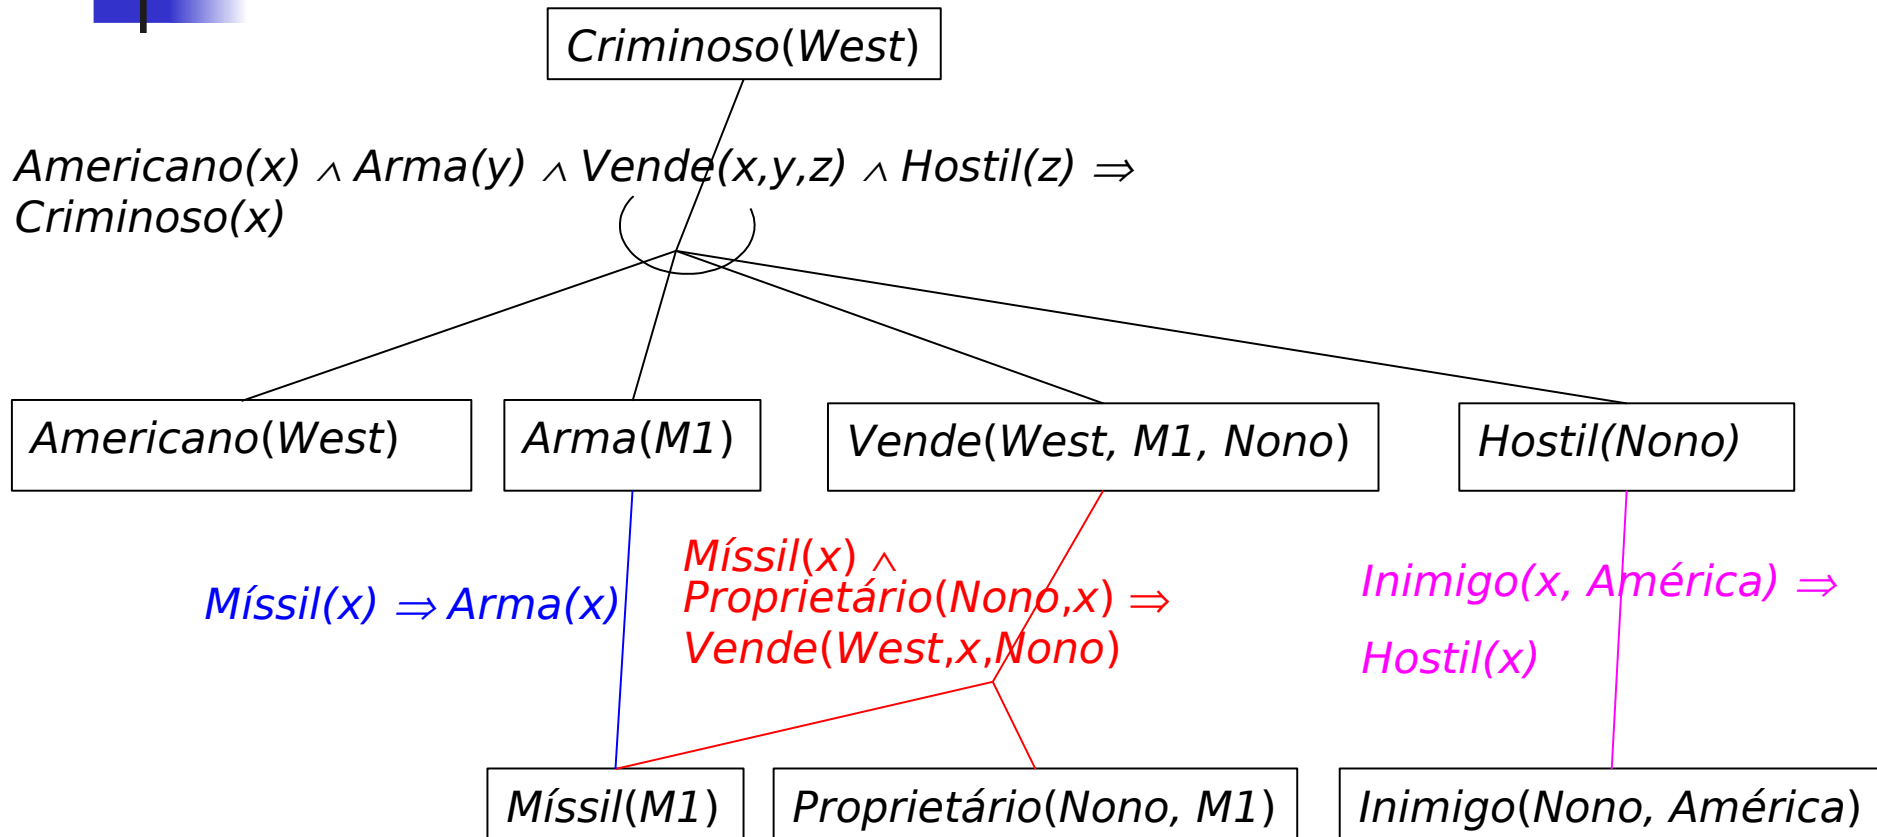 Criminoso(West)
Americano(x) ∧ Arma(y) ∧ Vende(x,y,z) ∧ Hostil(z) ⇒
Criminoso(x)
Americano(West)
Arma(M1)
Vende(West, M1, Nono)
Hostil(Nono)
Míssil(x) ⇒ Arma(x)
Míssil(x) ∧
Proprietário(Nono,x) ⇒
Vende(West,x,Nono)
Inimigo(x, América) ⇒
Hostil(x)
Míssil(M1)
Proprietário(Nono, M1)
Inimigo(Nono, América)